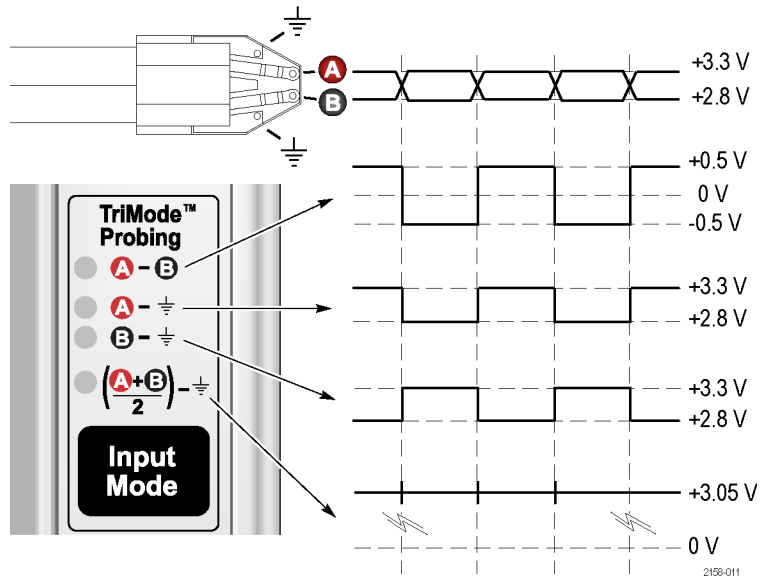 A
B
+3.3 V
+2.8 V
+0.5 V
0 V
-0.5 V
TriMode™
Probing
A - B
A - ⏚
B - ⏚
(A+B / 2) - ⏚
Input
Mode
+3.3 V
+2.8 V
+3.3 V
+2.8 V
+3.05 V
0 V
2158-011